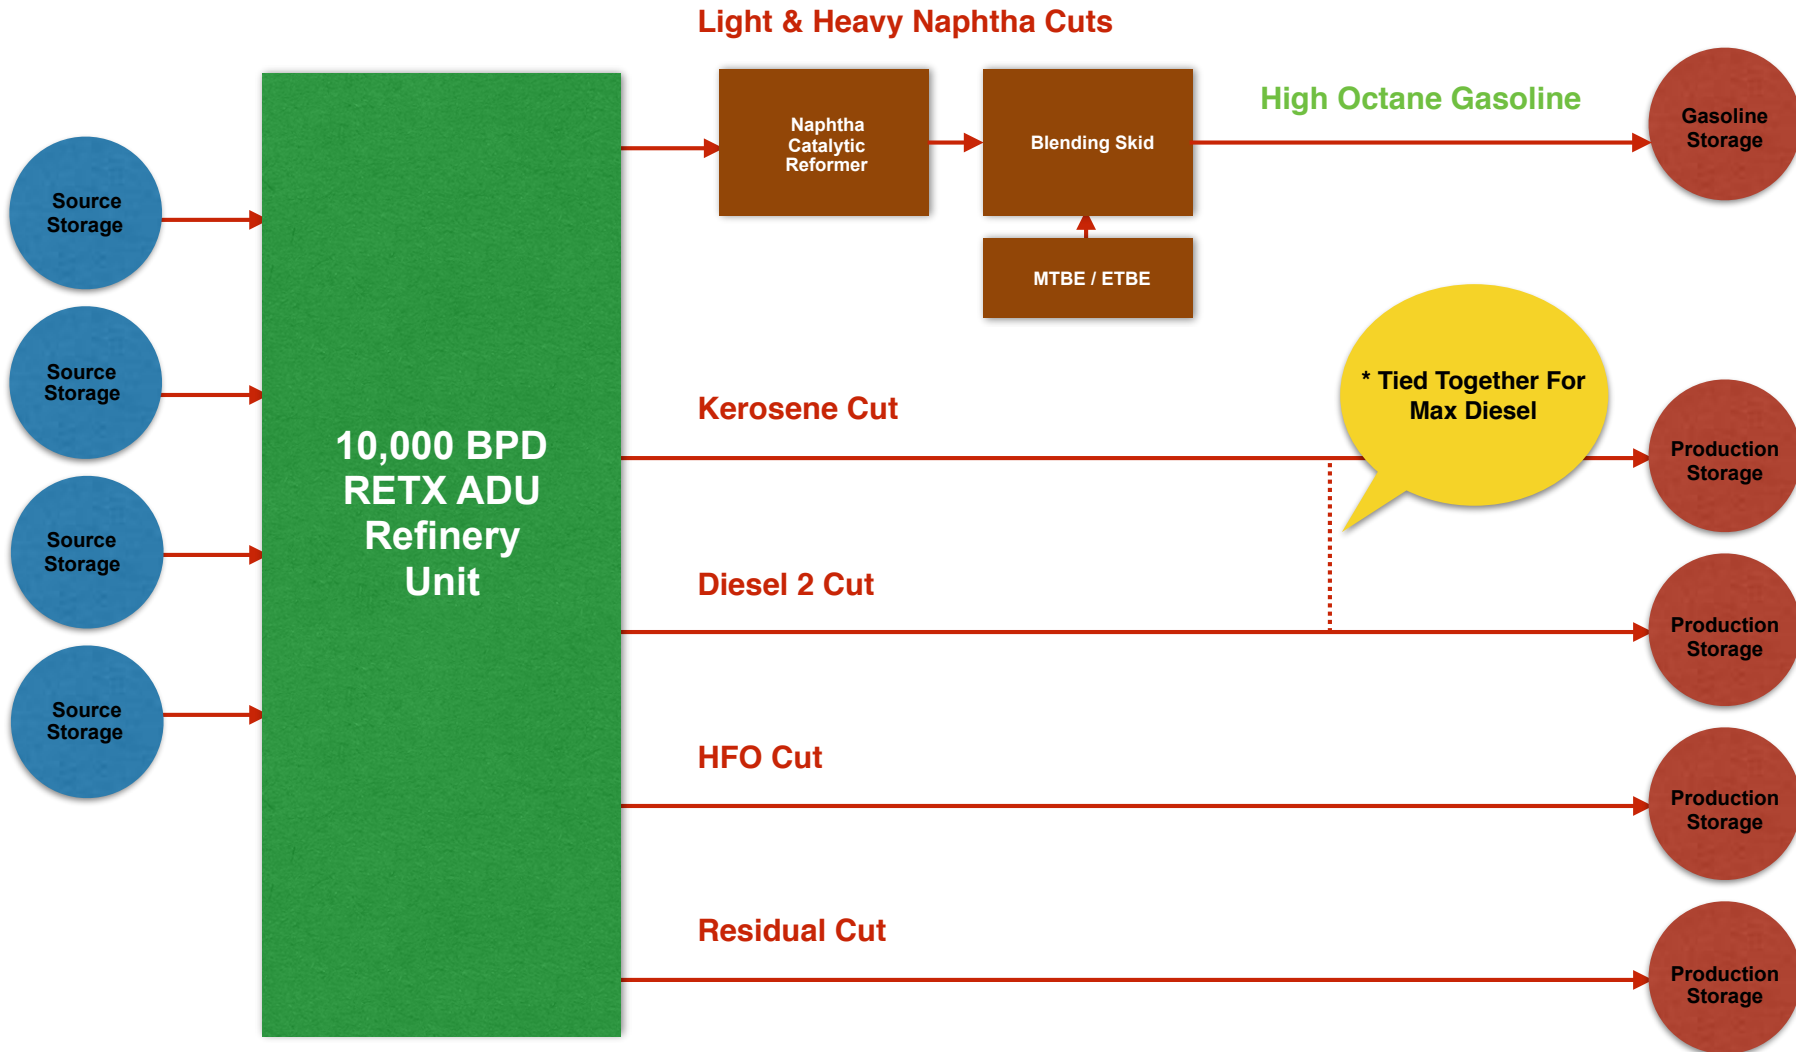 Light & Heavy Naphtha Cuts
Naphtha
Catalytic
Reformer
Blending Skid
High Octane Gasoline
Gasoline
Storage
MTBE / ETBE
Source
Storage
Source
Storage
Source
Storage
Source
Storage
10,000 BPD
RETX ADU
Refinery
Unit
* Tied Together For
Max Diesel
Kerosene Cut
Production
Storage
Diesel 2 Cut
Production
Storage
HFO Cut
Production
Storage
Residual Cut
Production
Storage